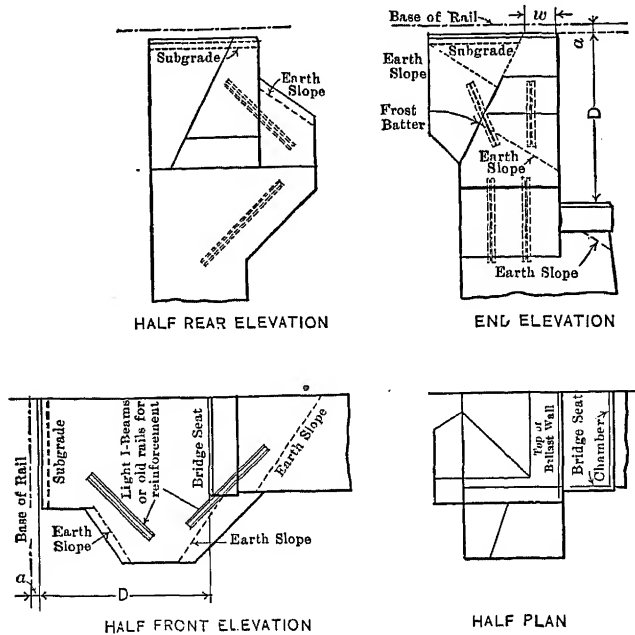 Subgrade
Earth
Slope
HALF REAR ELEVATION
Base of Rail
w
a
Earth
Slope
Subgrade
Frost
Batter
D
Earth
Slope
Earth Slope
END ELEVATION
Base of Rail
Subgrade
Light I-Beams
or old rails for
reinforcement
Bridge Seat
Earth Slope
Earth
Slope
Earth Slope
a
D
HALF FRONT ELEVATION
Top of
Ballast Wall
Bridge Seat
Chamber
HALF PLAN